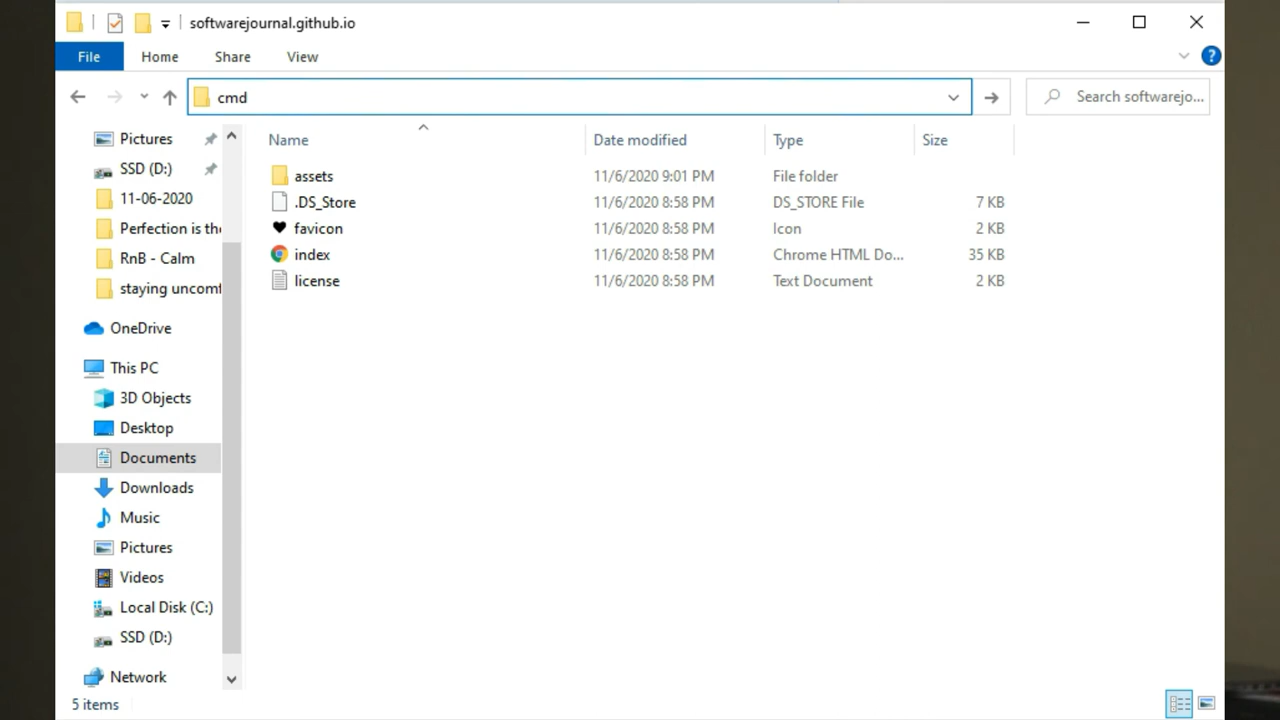 softwarejournal.github.io
File Home Share View
cmd
Search softwarejo...
Name Date modified Type Size
Pictures
SSD (D:)
11-06-2020
Perfection is the
RnB - Calm
staying uncomf
OneDrive
This PC
3D Objects
Desktop
Documents
Downloads
Music
Pictures
Videos
Local Disk (C:)
SSD (D:)
Network
assets 11/6/2020 9:01 PM File folder
.DS_Store 11/6/2020 8:58 PM DS_STORE File 7 KB
favicon 11/6/2020 8:58 PM Icon 2 KB
index 11/6/2020 8:58 PM Chrome HTML Do... 35 KB
license 11/6/2020 8:58 PM Text Document 2 KB
5 items